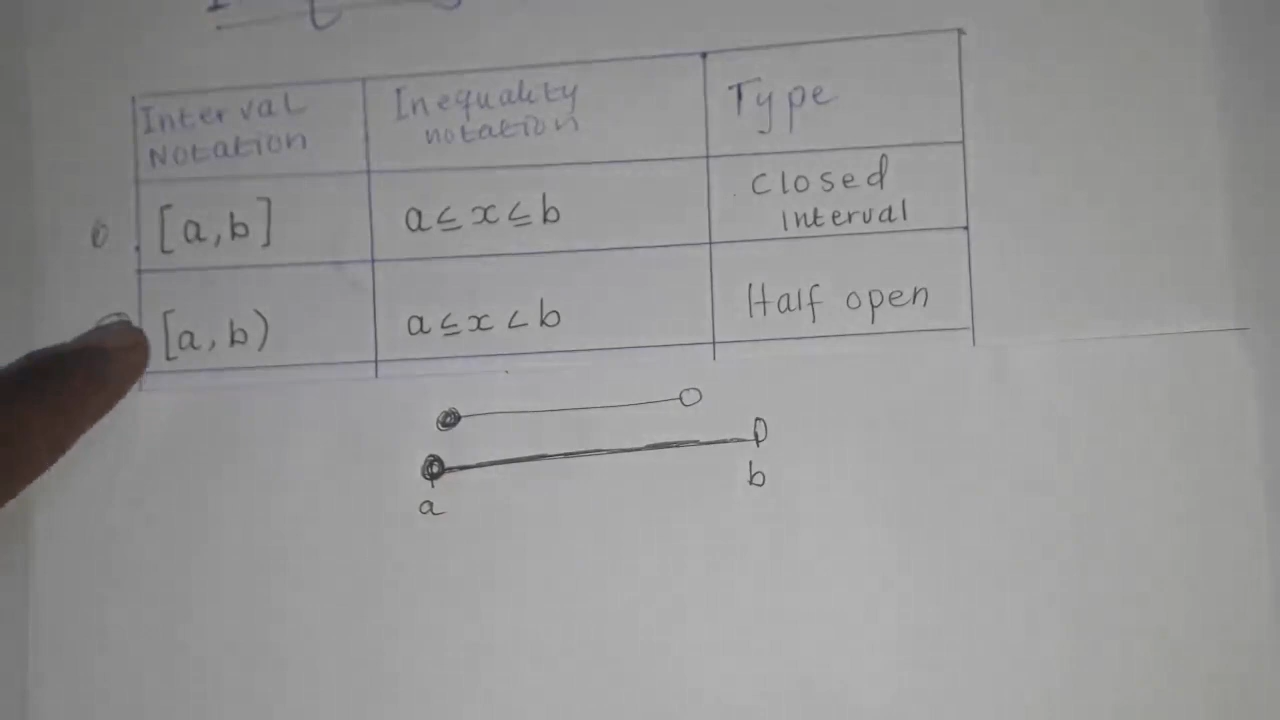 Interval Notation
Inequality notation
Type
[a,b]
a ≤ x ≤ b
Closed interval
[a,b)
a ≤ x < b
Half open
a
b